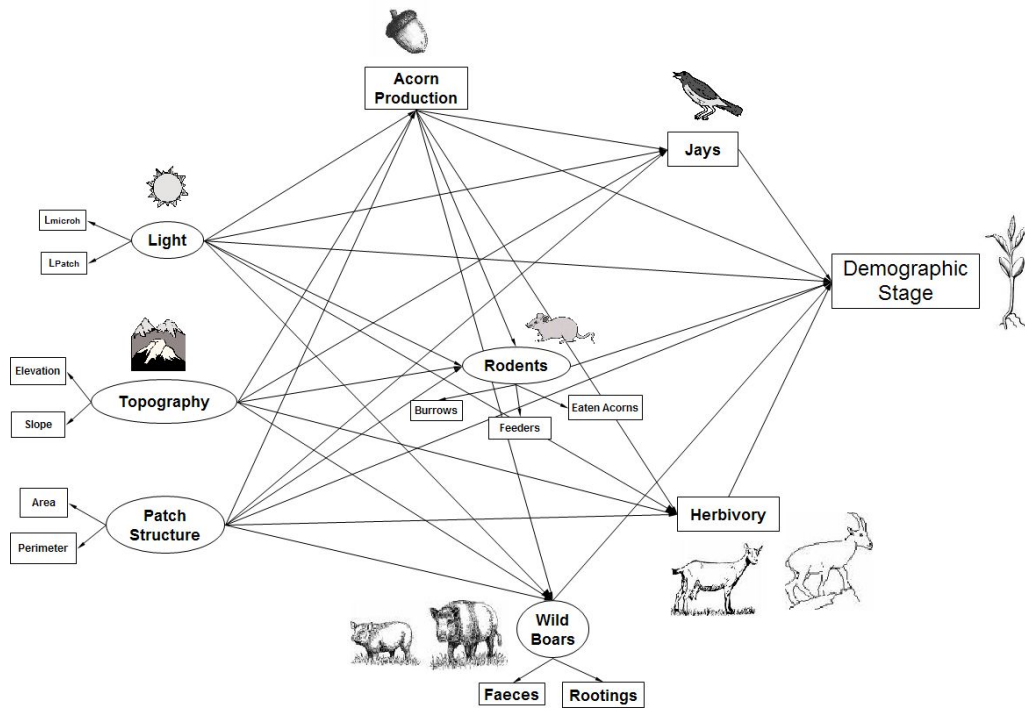 Acorn
Production
Jays
Lmicroh
Light
LPatch
Demographic
Stage
Elevation
Topography
Slope
Rodents
Burrows
Feeders
Eaten Acorns
Area
Patch
Structure
Perimeter
Herbivory
Wild
Boars
Faeces
Rootings